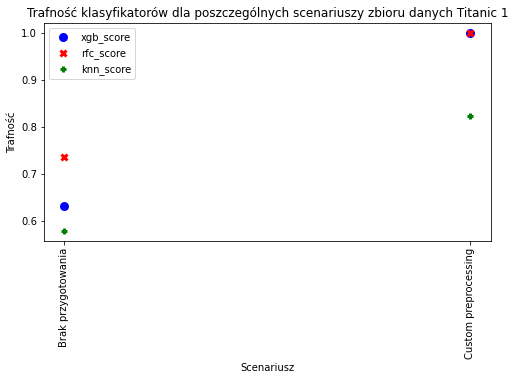 Trafność klasyfikatorów dla poszczególnych scenariuszy zbioru danych Titanic 1
xgb_score
rfc_score
knn_score
1.0
0.9
0.8
0.7
0.6
Trafność
Brak przygotowania
Custom preprocessing
Scenariusz